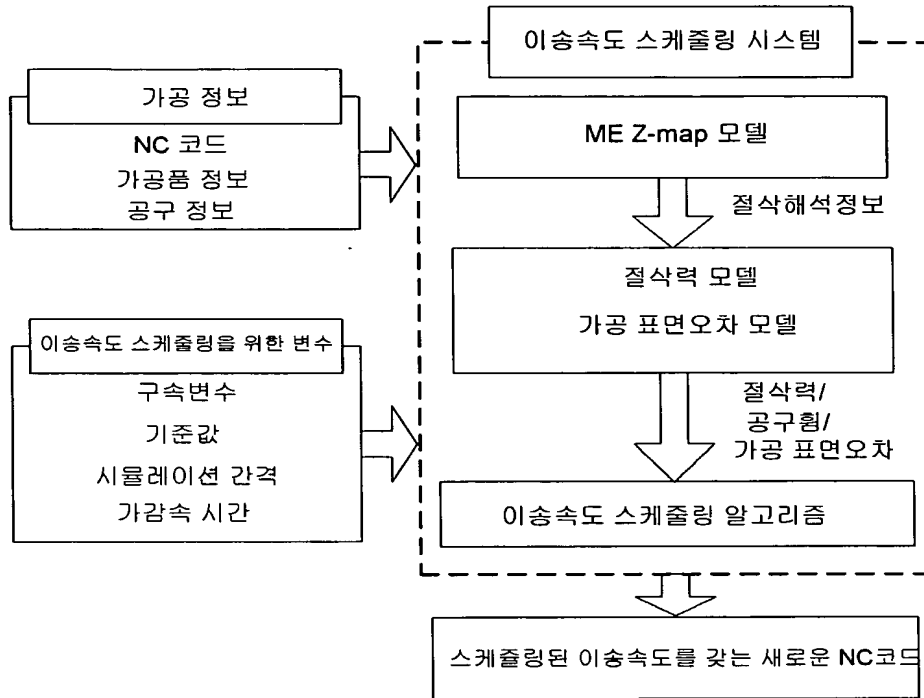 이송속도 스케줄링 시스템
가공 정보
NC 코드
가공품 정보
공구 정보
이송속도 스케줄링을 위한 변수
구속변수
기준값
시뮬레이션 간격
가감속 시간
ME Z-map 모델
절삭해석정보
절삭력 모델
가공 표면오차 모델
절삭력/
공구휨/
가공 표면오차
이송속도 스케줄링 알고리즘
스케쥴링된 이송속도를 갖는 새로운 NC코드